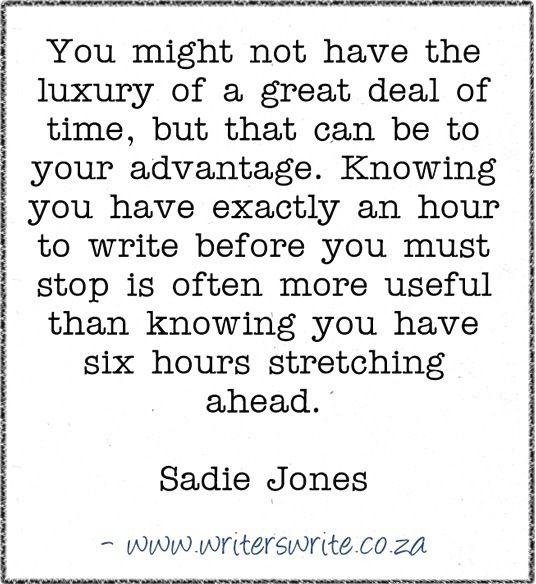 You might not have the
luxury of a great deal of
time, but that can be to
your advantage. Knowing
you have exactly an hour
to write before you must
stop is often more useful
than knowing you have
six hours stretching
ahead.
Sadie Jones
- www.writerswrite.co.za